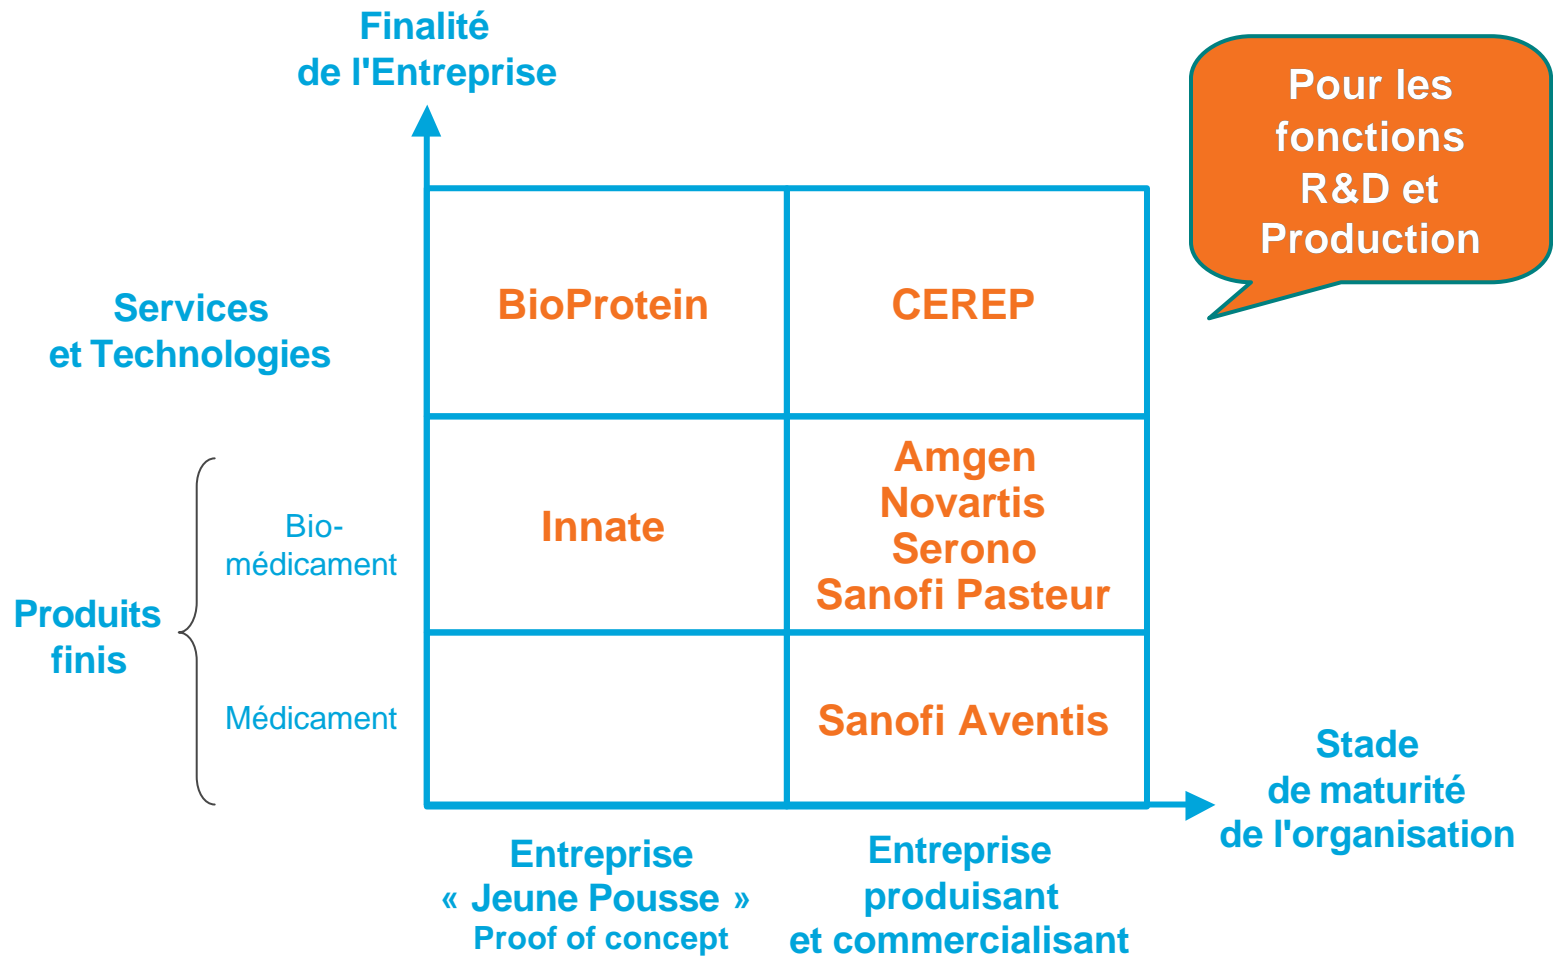 Finalité
de l'Entreprise
Pour les
fonctions
R&D et
Production
Services
et Technologies
BioProtein
CEREP
Produits
finis
Bio-
médicament
Innate
Amgen
Novartis
Serono
Sanofi Pasteur
Médicament
Sanofi Aventis
Stade
de maturité
de l'organisation
Entreprise
« Jeune Pousse »
Proof of concept
Entreprise
produisant
et commercialisant